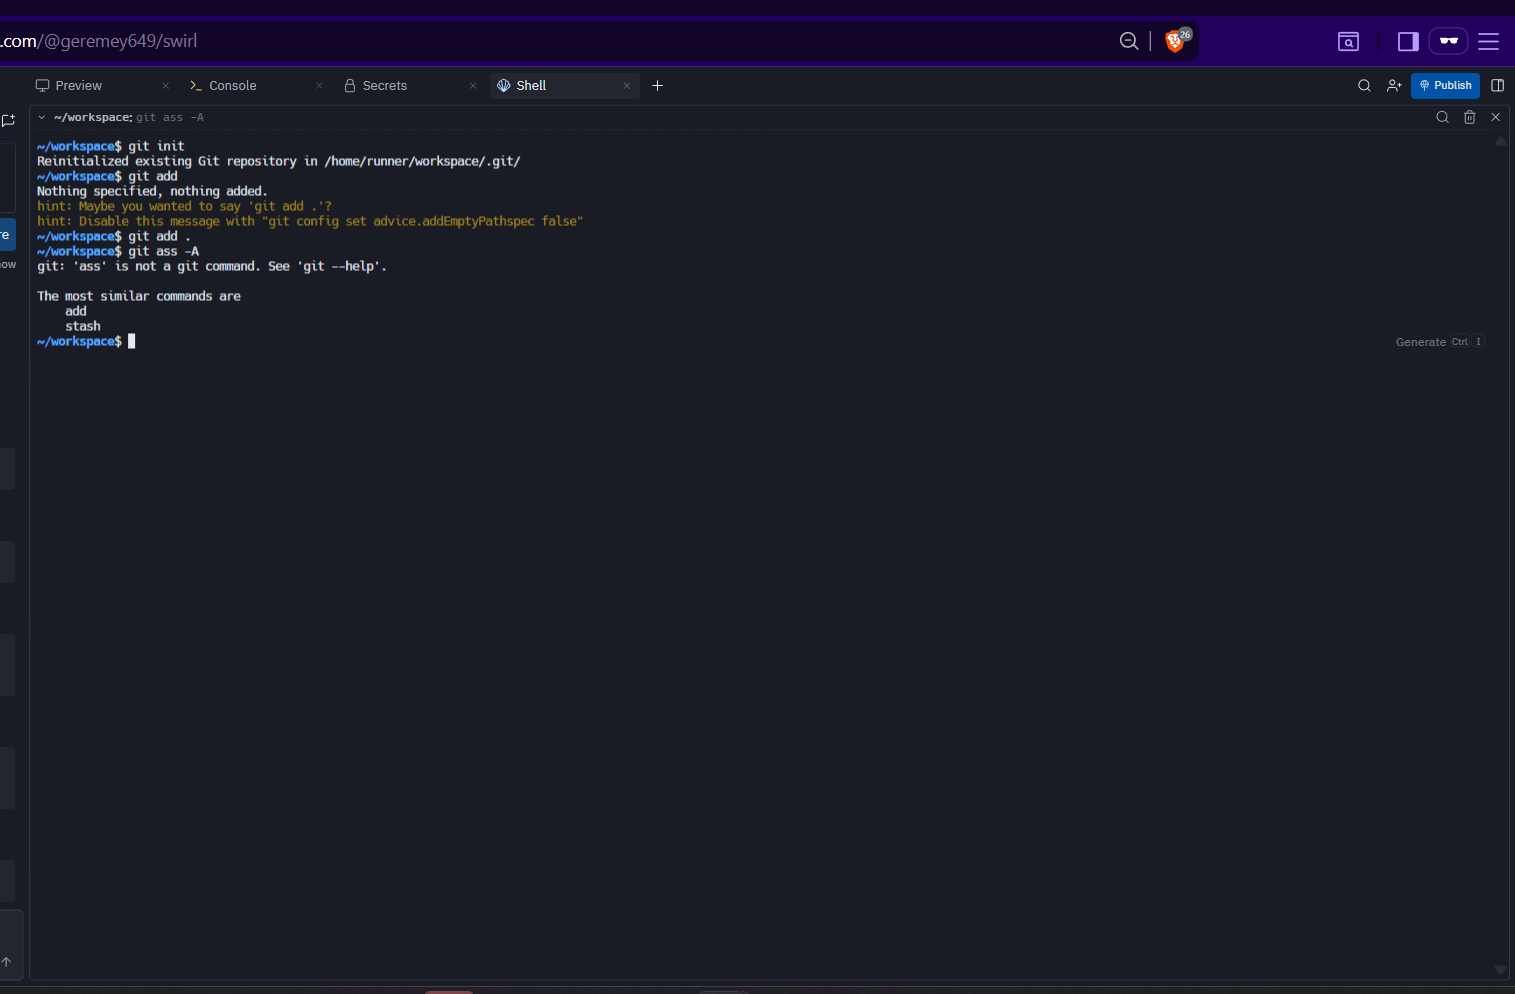 .com/@geremey649/swirl
26
Preview
Console
Secrets
Shell
Publish
~/workspace: git ass -A
~/workspace$ git init
Reinitialized existing Git repository in /home/runner/workspace/.git/
~/workspace$ git add
Nothing specified, nothing added.
hint: Maybe you wanted to say 'git add .'?
hint: Disable this message with "git config set advice.addEmptyPathspec false"
~/workspace$ git add .
~/workspace$ git ass -A
git: 'ass' is not a git command. See 'git --help'.
The most similar commands are
add
stash
~/workspace$
Generate Ctrl I
re
ow